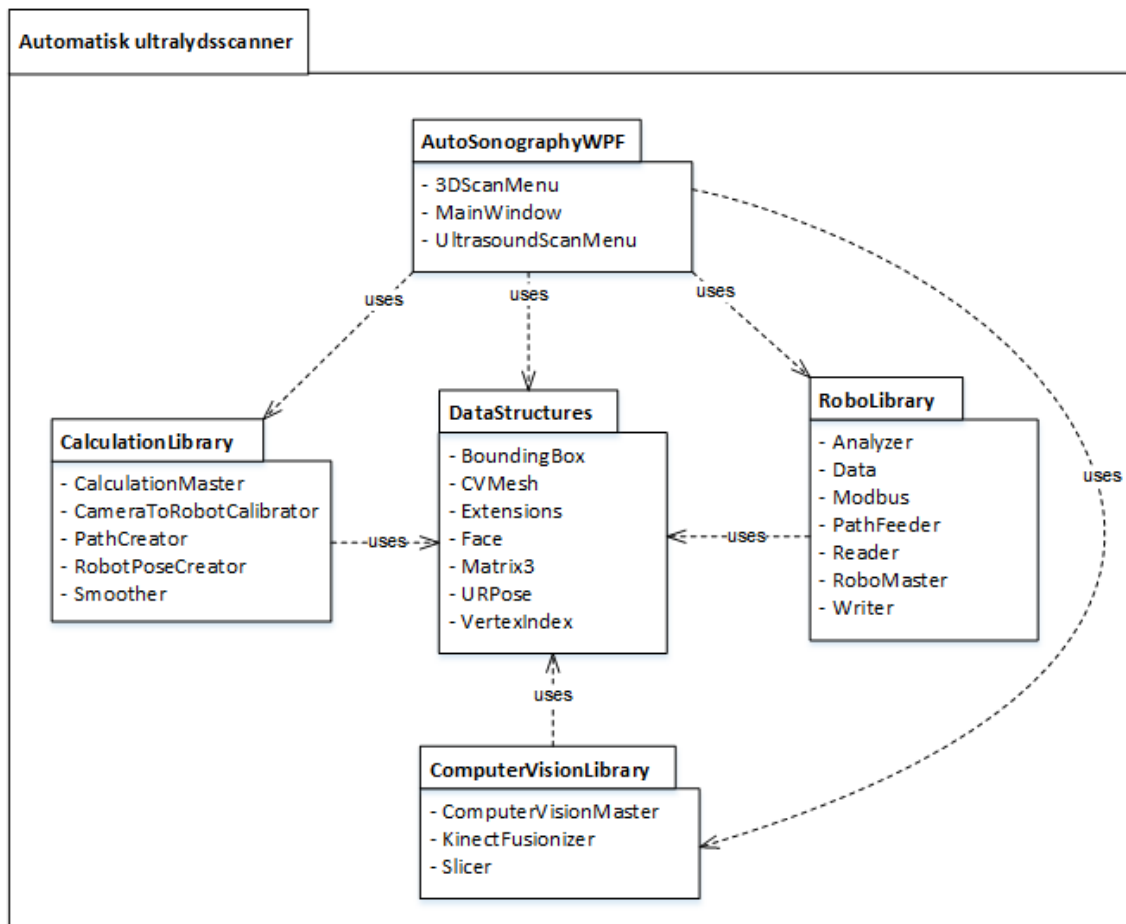 Automatisk ultralydsscanner
AutoSonographyWPF
- 3DScanMenu
- MainWindow
- UltrasoundScanMenu
uses
uses
uses
uses
CalculationLibrary
- CalculationMaster
- CameraToRobotCalibrator
- PathCreator
- RobotPoseCreator
- Smoother
uses
DataStructures
- BoundingBox
- CVMesh
- Extensions
- Face
- Matrix3
- URPose
- VertexIndex
uses
RoboLibrary
- Analyzer
- Data
- Modbus
- PathFeeder
- Reader
- RoboMaster
- Writer
uses
ComputerVisionLibrary
- ComputerVisionMaster
- KinectFusionizer
- Slicer